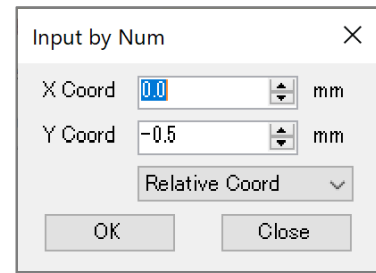 Input by Num
X Coord 0.0 mm
Y Coord -0.5 mm
Relative Coord
OK Close